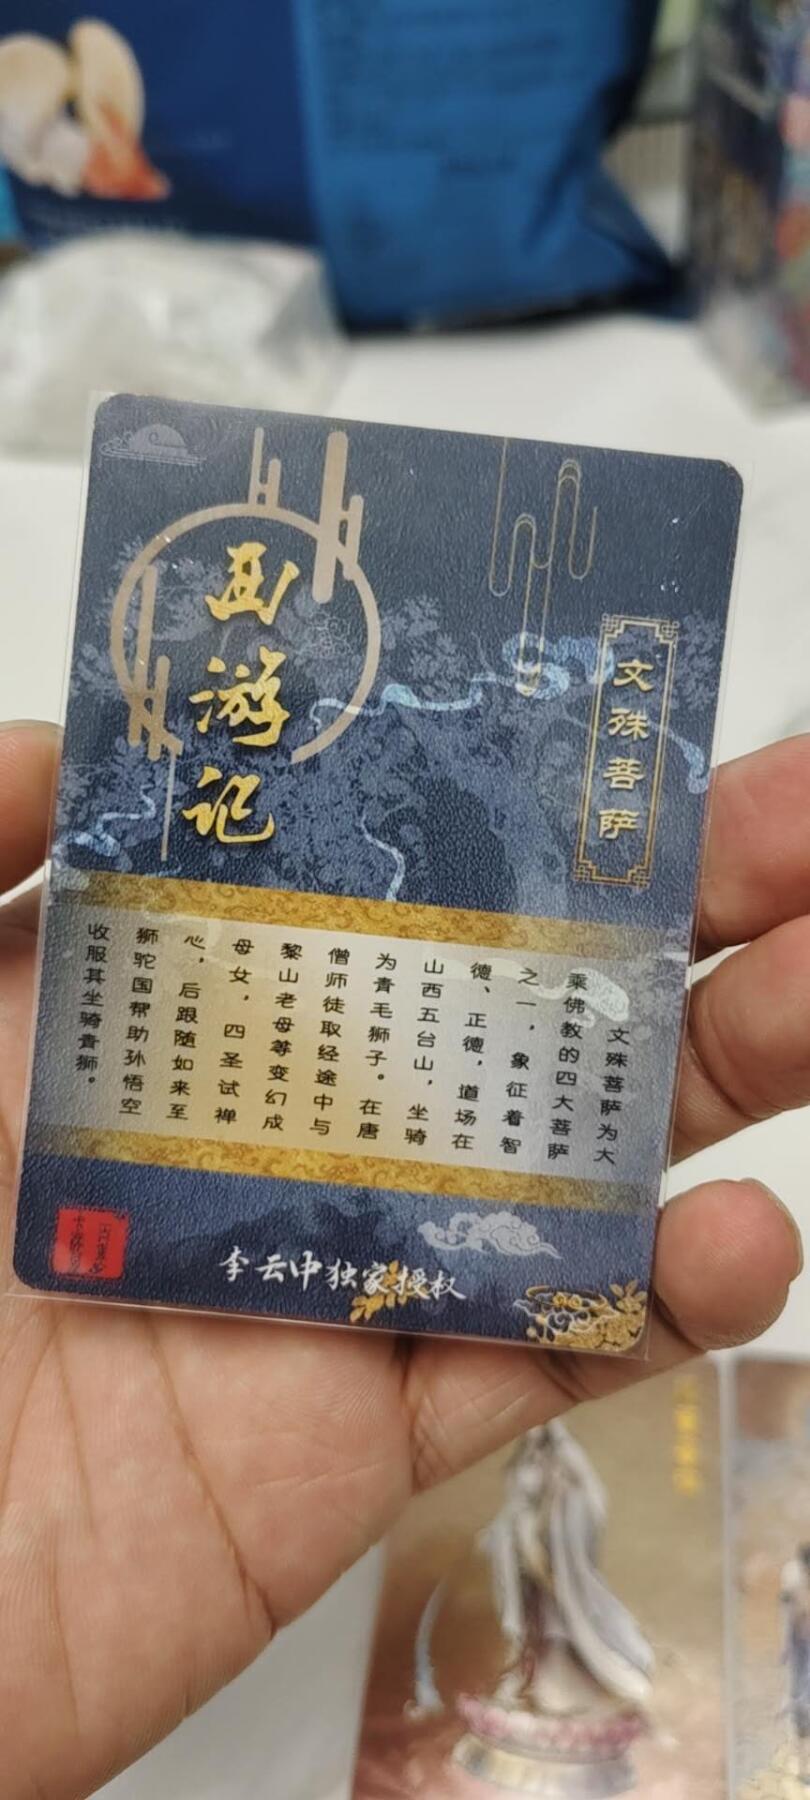 西游记
文殊菩萨
文殊菩萨为大
乘佛教的四大菩萨
之一，象征着智
德、正德，道场在
山西五台山，坐骑
为青毛狮子。在唐
僧师徒取经途中与
黎山老母等变幻成
母女，四圣试禅
心，后跟随如来至
狮驼国帮助孙悟空
收服其坐骑青狮。
李云中独家授权